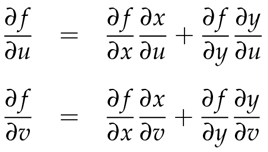 ∂f/∂u = ∂f/∂x ∂x/∂u + ∂f/∂y ∂y/∂u
∂f/∂v = ∂f/∂x ∂x/∂v + ∂f/∂y ∂y/∂v